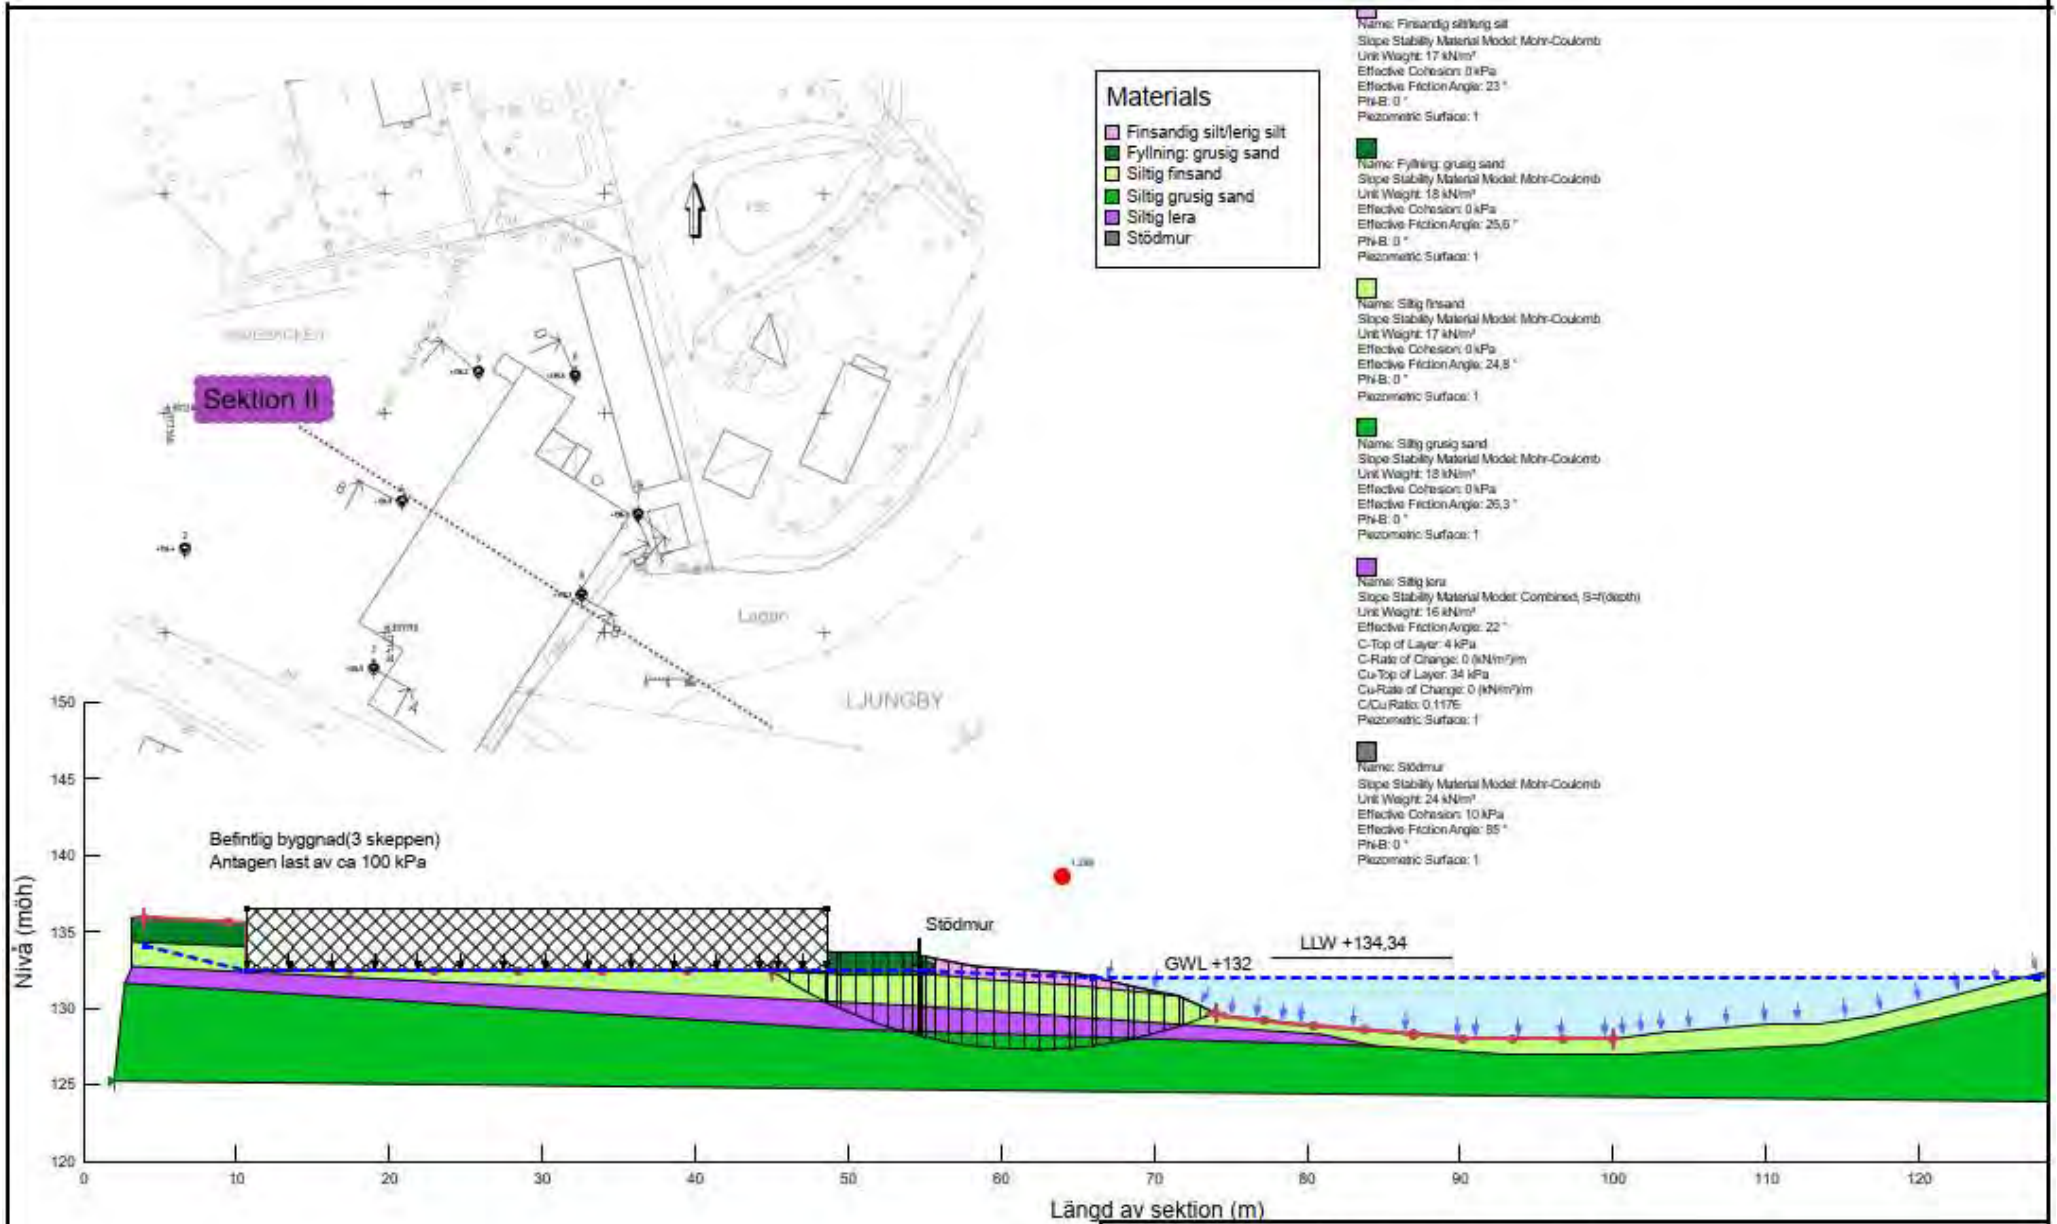 Name: Finsandig silt/lerig silt
Slope Stability Material Model: Mohr-Coulomb
Unit Weight: 17 kN/m³
Effective Cohesion: 0 kPa
Effective Friction Angle: 23 °
Phi-B: 0 °
Piezometric Surface: 1
Materials
Finsandig silt/lerig silt
Fyllning: grusig sand
Siltig finsand
Siltig grusig sand
Siltig lera
Stödmur
Name: Fyllning: grusig sand
Slope Stability Material Model: Mohr-Coulomb
Unit Weight: 18 kN/m³
Effective Cohesion: 0 kPa
Effective Friction Angle: 25,6 °
Phi-B: 0 °
Piezometric Surface: 1
Name: Siltig finsand
Slope Stability Material Model: Mohr-Coulomb
Unit Weight: 17 kN/m³
Effective Cohesion: 0 kPa
Effective Friction Angle: 24,8 °
Phi-B: 0 °
Piezometric Surface: 1
Name: Siltig grusig sand
Slope Stability Material Model: Mohr-Coulomb
Unit Weight: 18 kN/m³
Effective Cohesion: 0 kPa
Effective Friction Angle: 26,3 °
Phi-B: 0 °
Piezometric Surface: 1
Name: Siltig lera
Slope Stability Material Model: Combined, S=f(depth)
Unit Weight: 16 kN/m³
Effective Friction Angle: 22 °
C-Top of Layer: 4 kPa
C-Rate of Change: 0 (kN/m²)/m
Cu-Top of Layer: 34 kPa
Cu-Rate of Change: 0 (kN/m²)/m
C/Cu Ratio: 0,1176
Piezometric Surface: 1
Name: Stödmur
Slope Stability Material Model: Mohr-Coulomb
Unit Weight: 24 kN/m³
Effective Cohesion: 10 kPa
Effective Friction Angle: 85 °
Phi-B: 0 °
Piezometric Surface: 1
Sektion II
B
D
C
B
A
Lagan
LJUNGBY
Befintlig byggnad(3 skeppen)
Antagen last av ca 100 kPa
Stödmur
GWL +132
LLW +134,34
Nivå (möh)
150
145
140
135
130
125
120
0 10 20 30 40 50 60 70 80 90 100 110 120
Längd av sektion (m)